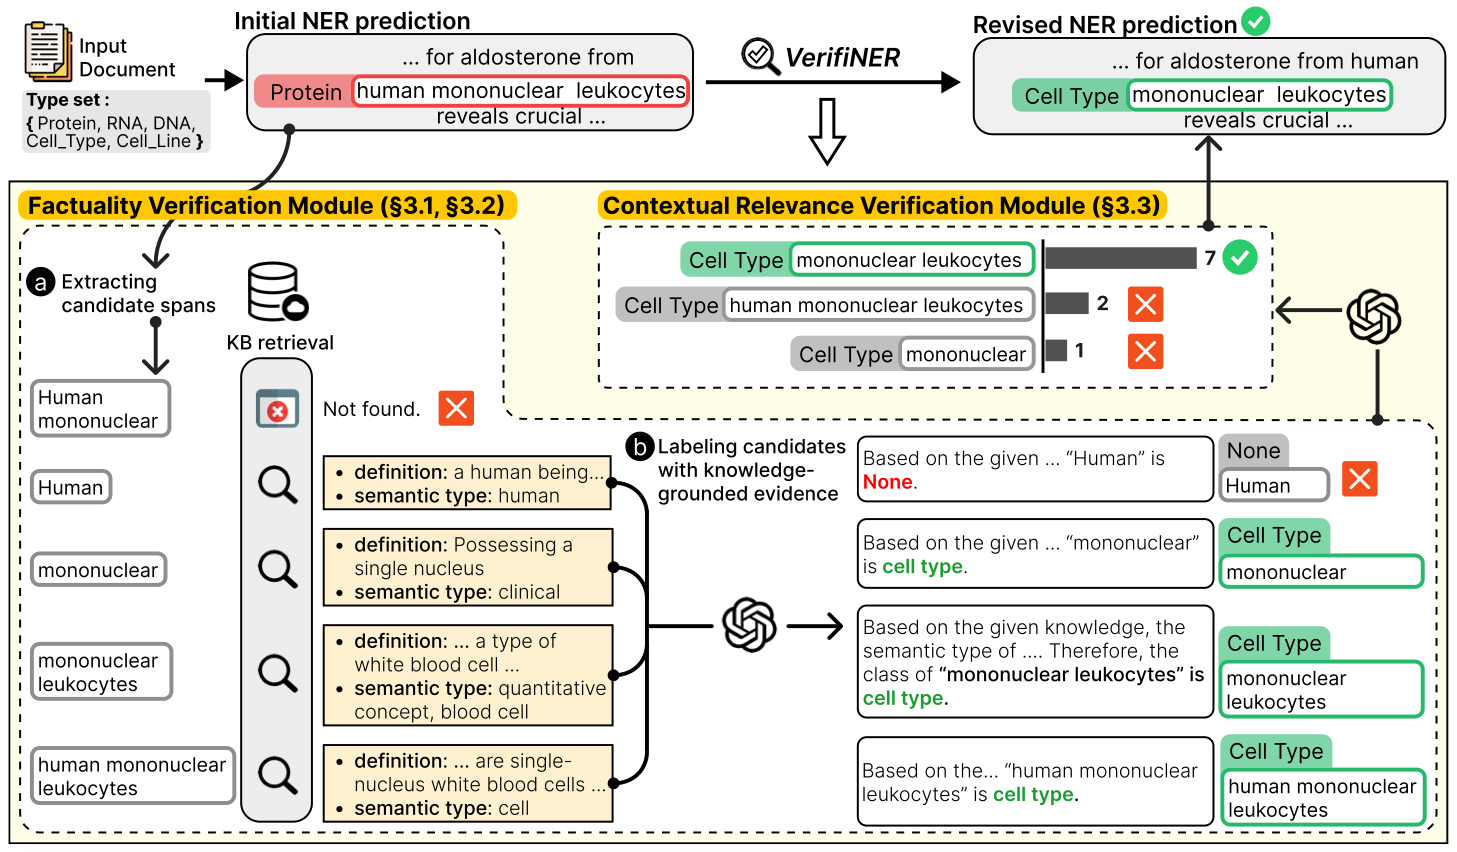 Input
Document
Type set :
{ Protein, RNA, DNA,
Cell_Type, Cell_Line }
Initial NER prediction
... for aldosterone from
Protein human mononuclear leukocytes
reveals crucial ...
VerifiNER
Revised NER prediction
... for aldosterone from human
Cell Type mononuclear leukocytes
reveals crucial ...
Factuality Verification Module (§3.1, §3.2)
a Extracting
candidate spans
KB retrieval
Human
mononuclear
Not found.
Human
• definition: a human being...
• semantic type: human
mononuclear
• definition: Possessing a
single nucleus
• semantic type: clinical
mononuclear
leukocytes
• definition: ... a type of
white blood cell ...
• semantic type: quantitative
concept, blood cell
human mononuclear
leukocytes
• definition: ... are single-
nucleus white blood cells ...
• semantic type: cell
Contextual Relevance Verification Module (§3.3)
Cell Type mononuclear leukocytes 7
Cell Type human mononuclear leukocytes 2
Cell Type mononuclear 1
b Labeling candidates
with knowledge-
grounded evidence
Based on the given ... “Human” is
None.
None
Human
Based on the given ... “mononuclear”
is cell type.
Cell Type
mononuclear
Based on the given knowledge, the
semantic type of .... Therefore, the
class of “mononuclear leukocytes” is
cell type.
Cell Type
mononuclear
leukocytes
Based on the... “human mononuclear
leukocytes” is cell type.
Cell Type
human mononuclear
leukocytes